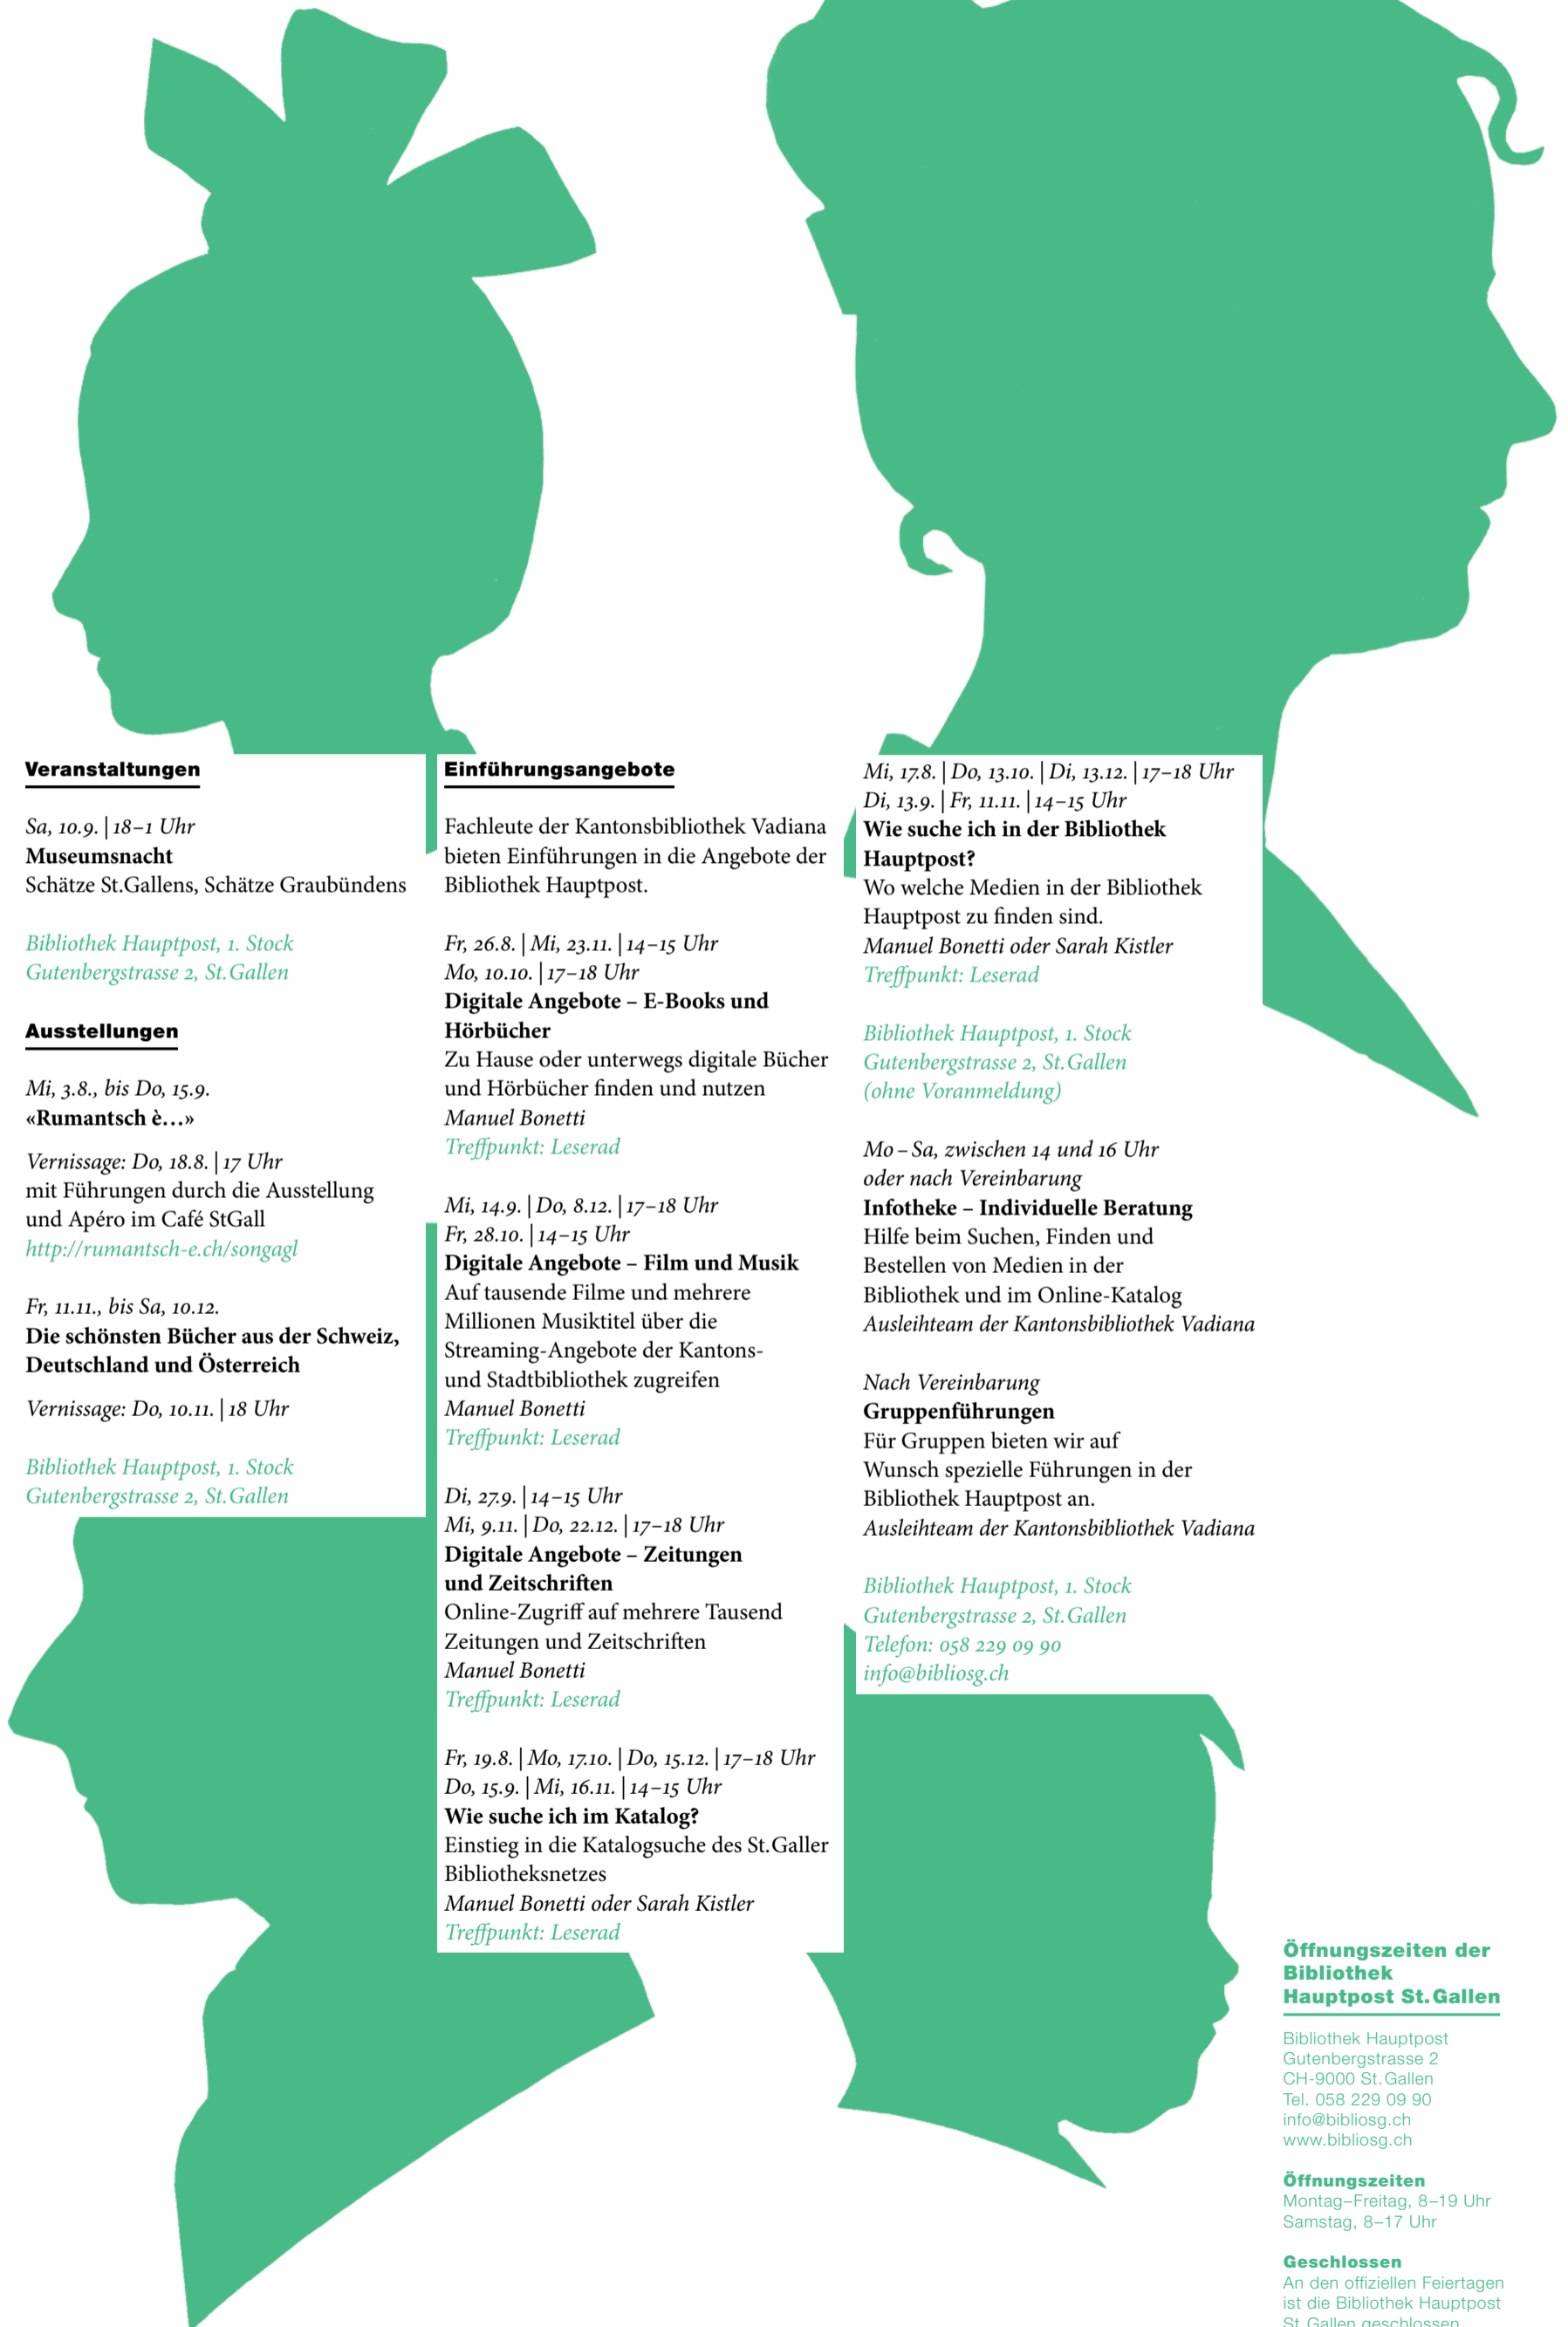 Veranstaltungen
Sa, 10.9. | 18–1 Uhr
Museumsnacht
Schätze St.Gallens, Schätze Graubündens
Bibliothek Hauptpost, 1. Stock
Gutenbergstrasse 2, St.Gallen
Ausstellungen
Mi, 3.8., bis Do, 15.9.
«Rumantsch è…»
Vernissage: Do, 18.8. | 17 Uhr
mit Führungen durch die Ausstellung
und Apéro im Café StGall
http://rumantsch-e.ch/songagl
Fr, 11.11., bis Sa, 10.12.
Die schönsten Bücher aus der Schweiz,
Deutschland und Österreich
Vernissage: Do, 10.11. | 18 Uhr
Bibliothek Hauptpost, 1. Stock
Gutenbergstrasse 2, St.Gallen
Einführungsangebote
Fachleute der Kantonsbibliothek Vadiana
bieten Einführungen in die Angebote der
Bibliothek Hauptpost.
Fr, 26.8. | Mi, 23.11. | 14–15 Uhr
Mo, 10.10. | 17–18 Uhr
Digitale Angebote – E-Books und
Hörbücher
Zu Hause oder unterwegs digitale Bücher
und Hörbücher finden und nutzen
Manuel Bonetti
Treffpunkt: Leserad
Mi, 14.9. | Do, 8.12. | 17–18 Uhr
Fr, 28.10. | 14–15 Uhr
Digitale Angebote – Film und Musik
Auf tausende Filme und mehrere
Millionen Musiktitel über die
Streaming-Angebote der Kantons-
und Stadtbibliothek zugreifen
Manuel Bonetti
Treffpunkt: Leserad
Di, 27.9. | 14–15 Uhr
Mi, 9.11. | Do, 22.12. | 17–18 Uhr
Digitale Angebote – Zeitungen
und Zeitschriften
Online-Zugriff auf mehrere Tausend
Zeitungen und Zeitschriften
Manuel Bonetti
Treffpunkt: Leserad
Fr, 19.8. | Mo, 17.10. | Do, 15.12. | 17–18 Uhr
Do, 15.9. | Mi, 16.11. | 14–15 Uhr
Wie suche ich im Katalog?
Einstieg in die Katalogsuche des St.Galler
Bibliotheksnetzes
Manuel Bonetti oder Sarah Kistler
Treffpunkt: Leserad
Mi, 17.8. | Do, 13.10. | Di, 13.12. | 17–18 Uhr
Di, 13.9. | Fr, 11.11. | 14–15 Uhr
Wie suche ich in der Bibliothek
Hauptpost?
Wo welche Medien in der Bibliothek
Hauptpost zu finden sind.
Manuel Bonetti oder Sarah Kistler
Treffpunkt: Leserad
Bibliothek Hauptpost, 1. Stock
Gutenbergstrasse 2, St.Gallen
(ohne Voranmeldung)
Mo – Sa, zwischen 14 und 16 Uhr
oder nach Vereinbarung
Infotheke – Individuelle Beratung
Hilfe beim Suchen, Finden und
Bestellen von Medien in der
Bibliothek und im Online-Katalog
Ausleihteam der Kantonsbibliothek Vadiana
Nach Vereinbarung
Gruppenführungen
Für Gruppen bieten wir auf
Wunsch spezielle Führungen in der
Bibliothek Hauptpost an.
Ausleihteam der Kantonsbibliothek Vadiana
Bibliothek Hauptpost, 1. Stock
Gutenbergstrasse 2, St.Gallen
Telefon: 058 229 09 90
info@bibliosg.ch
Öffnungszeiten der
Bibliothek
Hauptpost St.Gallen
Bibliothek Hauptpost
Gutenbergstrasse 2
CH-9000 St.Gallen
Tel. 058 229 09 90
info@bibliosg.ch
www.bibliosg.ch
Öffnungszeiten
Montag–Freitag, 8–19 Uhr
Samstag, 8–17 Uhr
Geschlossen
An den offiziellen Feiertagen
ist die Bibliothek Hauptpost
St.Gallen geschlossen